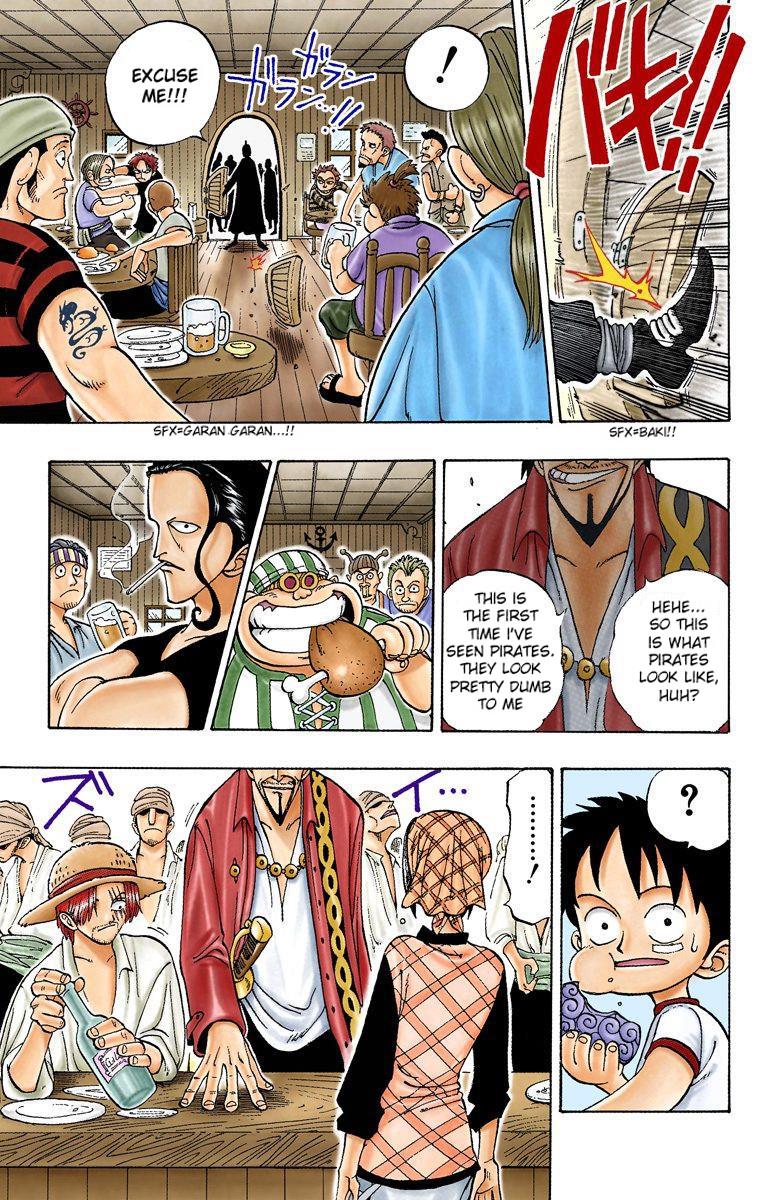 バキ!!
!
ガラン
ガラン…!!
EXCUSE
ME!!!
SFX=BAKI!!
SFX=GARAN GARAN...!!
HEHE...
SO THIS
IS WHAT
PIRATES
LOOK LIKE,
HUH?
THIS IS
THE FIRST
TIME I'VE
SEEN PIRATES.
THEY LOOK
PRETTY DUMB
TO ME
?
………!
ズ
ィ…